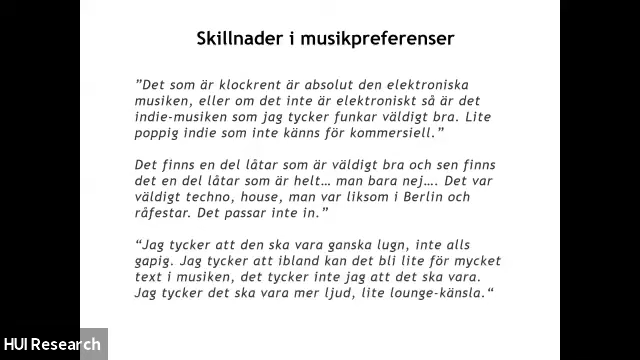 Skillnader i musikpreferenser
”Det som är klockrent är absolut den elektroniska
musiken, eller om det inte är elektroniskt så är det
indie-musiken som jag tycker funkar väldigt bra. Lite
poppig indie som inte känns för kommersiell.”
Det finns en del låtar som är väldigt bra och sen finns
det en del låtar som är helt… man bara nej…. Det var
väldigt techno, house, man var liksom i Berlin och
råfestar. Det passar inte in.”
“Jag tycker att den ska vara ganska lugn, inte alls
gapig. Jag tycker att ibland kan det bli lite för mycket
text i musiken, det tycker inte jag att det ska vara.
Jag tycker det ska vara mer ljud, lite lounge-känsla.“
HUI Research